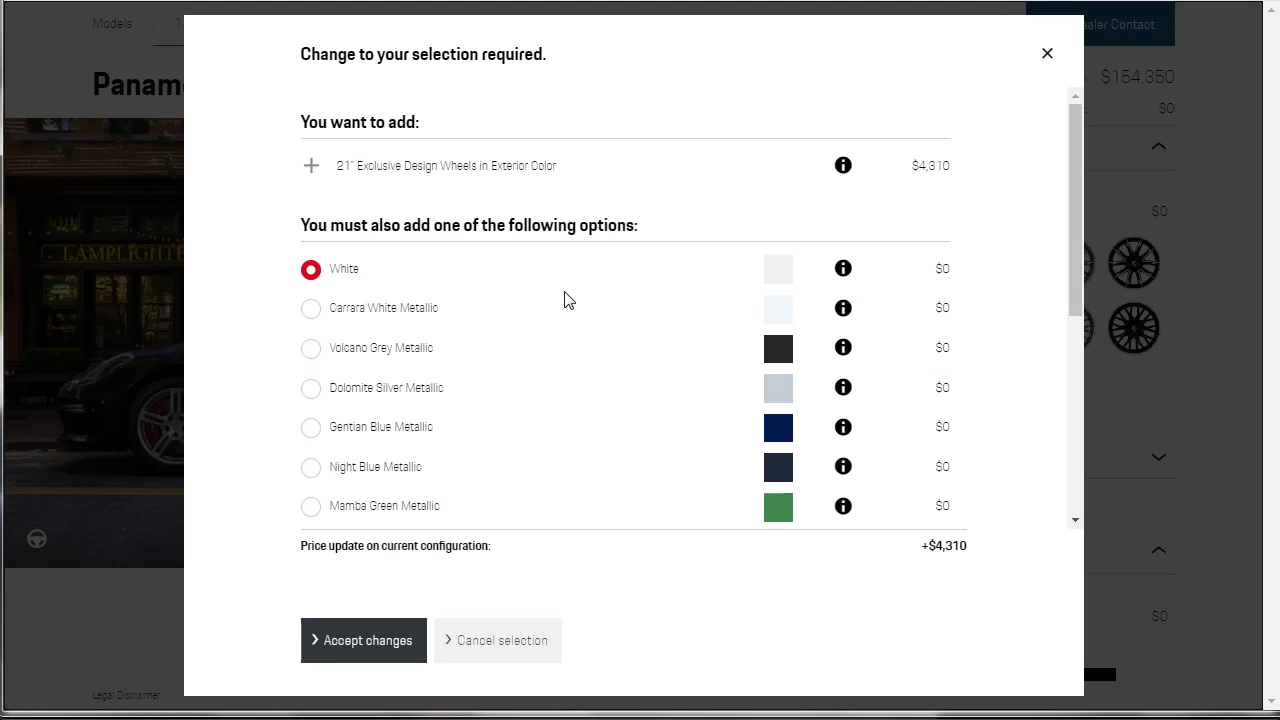 Models
1
aler Contact
Change to your selection required.
Panam
$154,350
$0
You want to add:
21" Exclusive Design Wheels in Exterior Color
$4,310
$0
You must also add one of the following options:
LAMPLIGHTE
White
$0
Carrara White Metallic
$0
Volcano Grey Metallic
$0
Dolomite Silver Metallic
$0
Gentian Blue Metallic
$0
Night Blue Metallic
$0
Mamba Green Metallic
$0
Price update on current configuration:
+$4,310
$0
Accept changes
Cancel selection
Legal Disclaimer